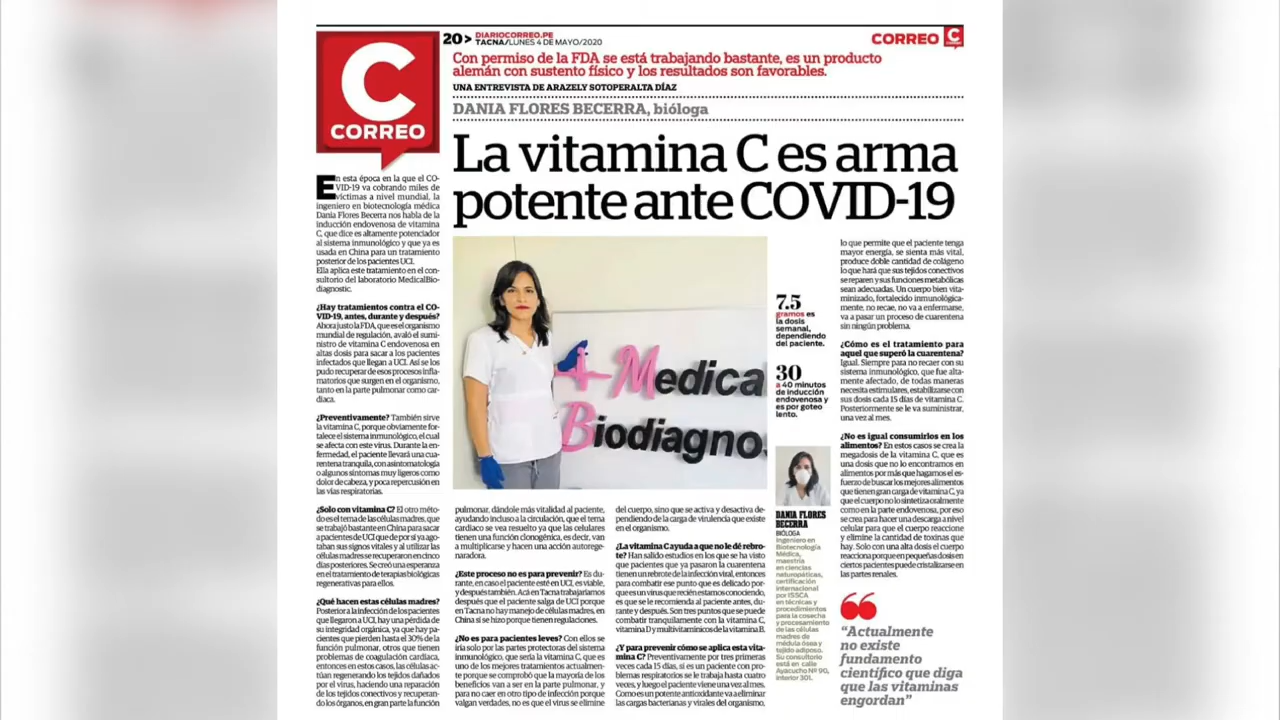 C
CORREO
20>
DIARIOCORREO.PE
TACNA/LUNES 4 DE MAYO/2020
CORREO C
Con permiso de la FDA se está trabajando bastante, es un producto
alemán con sustento físico y los resultados son favorables.
UNA ENTREVISTA DE ARAZELY SOTOPERALTA DÍAZ
DANIA FLORES BECERRA, bióloga
La vitamina C es arma
potente ante COVID-19
En esta época en la que el CO-
VID-19 va cobrando miles de
víctimas a nivel mundial, la
ingeniero en biotecnología médica
Dania Flores Becerra nos habla de la
inducción endovenosa de vitamina
C, que dice es altamente potenciador
al sistema inmunológico y que ya es
usada en China para un tratamiento
posterior de los pacientes UCI.
Ella aplica este tratamiento en el con-
sultorio del laboratorio MedicalBio-
diagnostic.
¿Hay tratamientos contra el CO-
VID-19, antes, durante y después?
Ahora justo la FDA, que es el organismo
mundial de regulación, avaló el sumi-
nistro de vitamina C endovenosa en
altas dosis para sacar a los pacientes
infectados que llegan a UCI. Así se los
pudo recuperar de esos procesos infla-
matorios que surgen en el organismo,
tanto en la parte pulmonar como car-
díaca.
¿Preventivamente? También sirve
la vitamina C, porque obviamente for-
talece el sistema inmunológico, el cual
se afecta con este virus. Durante la en-
fermedad, el paciente llevará una cua-
rentena tranquila, con asintomatología
o algunos síntomas muy ligeros como
dolor de cabeza, y poca repercusión en
las vías respiratorias.
¿Solo con vitamina C? El otro méto-
do es el tema de las células madres, que
se trabajó bastante en China para sacar
a pacientes de UCI que de por sí ya ago-
taban sus signos vitales y al utilizar las
células madres se recuperaron en cinco
días posteriores. Se creó una esperanza
en el tratamiento de terapias biológicas
regenerativas para ellos.
¿Qué hacen estas células madres?
Posterior a la infección de los pacientes
que llegaron a UCI, hay una pérdida de
su integridad orgánica, ya que hay pa-
cientes que pierden hasta el 30% de la
función pulmonar, otros que tienen
problemas de coagulación cardíaca,
entonces en estos casos, las células ac-
túan regenerando los tejidos dañados
por el virus, haciendo una reparación
de los tejidos conectivos y recuperan-
do los órganos, en gran parte la función
Medica
Biodiagno
pulmonar, dándole más vitalidad al paciente,
ayudando incluso a la circulación, que el tema
cardíaco se vea resuelto ya que las células
tienen una función clonogénica, es decir, van
a multiplicarse y hacen una acción autorege-
naradora.
¿Este proceso no es para prevenir? Es du-
rante, en caso el paciente esté en UCI, es viable,
y después también. Acá en Tacna trabajaríamos
después que el paciente salga de UCI porque
en Tacna no hay manejo de células madres, en
China sí se hizo porque tienen regulaciones.
¿No es para pacientes leves? Con ellos se
iría solo por las partes protectoras del sistema
inmunológico, que sería la vitamina C, que es
uno de los mejores tratamientos actualmen-
te porque se comprobó que la mayoría de los
beneficios van a ser en la parte pulmonar, y
para no caer en otro tipo de infección porque
valgan verdades, no es que el virus se elimine
del cuerpo, sino que se activa y desactiva de-
pendiendo de la carga de virulencia que existe
en el organismo.
¿La vitamina C ayuda a que no le dé rebro-
te? Han salido estudios en los que se ha visto
que pacientes que ya pasaron la cuarentena
tienen un rebrote de la infección viral, entonces
para combatir ese punto que es delicado por-
que es un virus que recién estamos conociendo,
es que se le recomienda al paciente antes, du-
rante y después. Son tres puntos que se puede
combatir tranquilamente con la vitamina C,
vitamina D y multivitamínicos de la vitamina B.
¿Y para prevenir cómo se aplica esta vita-
mina C? Preventivamente por tres primeras
veces cada 15 días, si es un paciente con pro-
blemas respiratorios se le trabaja hasta cuatro
veces, y luego el paciente viene una vez al mes.
Como es un potente antioxidante va a eliminar
las cargas bacterianas y virales del organismo,
7.5
gramos es
la dosis
semanal,
dependiendo
del paciente.
30
a 40 minutos
de inducción
endovenosa y
es por goteo
lento.
DANIA FLORES
BECERRA
BIÓLOGA
Ingeniero en
Biotecnología
Médica,
maestría
en ciencias
naturopáticas,
certificación
internacional
por ISSCA
en técnicas y
procedimientos
para la cosecha
y procesamiento
de las células
madres de
médula ósea y
tejido adiposo.
Su consultorio
está en calle
Ayacucho Nº 90,
interior 301.
lo que permite que el paciente tenga
mayor energía, se sienta más vital,
produce doble cantidad de colágeno
lo que hará que sus tejidos conectivos
se reparen y sus funciones metabólicas
sean adecuadas. Un cuerpo bien vita-
minizado, fortalecido inmunológica-
mente, no recae, no va a enfermarse,
va a pasar un proceso de cuarentena
sin ningún problema.
¿Cómo es el tratamiento para
aquel que superó la cuarentena?
Igual. Siempre para no recaer con su
sistema inmunológico, que fue alta-
mente afectado, de todas maneras
necesita estimulares, estabilizarse con
sus dosis cada 15 días de vitamina C.
Posteriormente se le va suministrar,
una vez al mes.
¿No es igual consumirlos en los
alimentos? En estos casos se crea la
megadosis de la vitamina C, que es
una dosis que no lo encontramos en
alimentos por más que hagamos el es-
fuerzo de buscar los mejores alimentos
que tienen gran carga de vitamina C, ya
que el cuerpo no lo sintetiza oralmente
como en la parte endovenosa, por eso
se crea para hacer una descarga a nivel
celular para que el cuerpo reaccione
y elimine la cantidad de toxinas que
hay. Solo con una alta dosis el cuerpo
reacciona porque en pequeñas dosis en
ciertos pacientes puede cristalizarse en
las partes renales.
“Actualmente
no existe
fundamento
científico que diga
que las vitaminas
engordan”